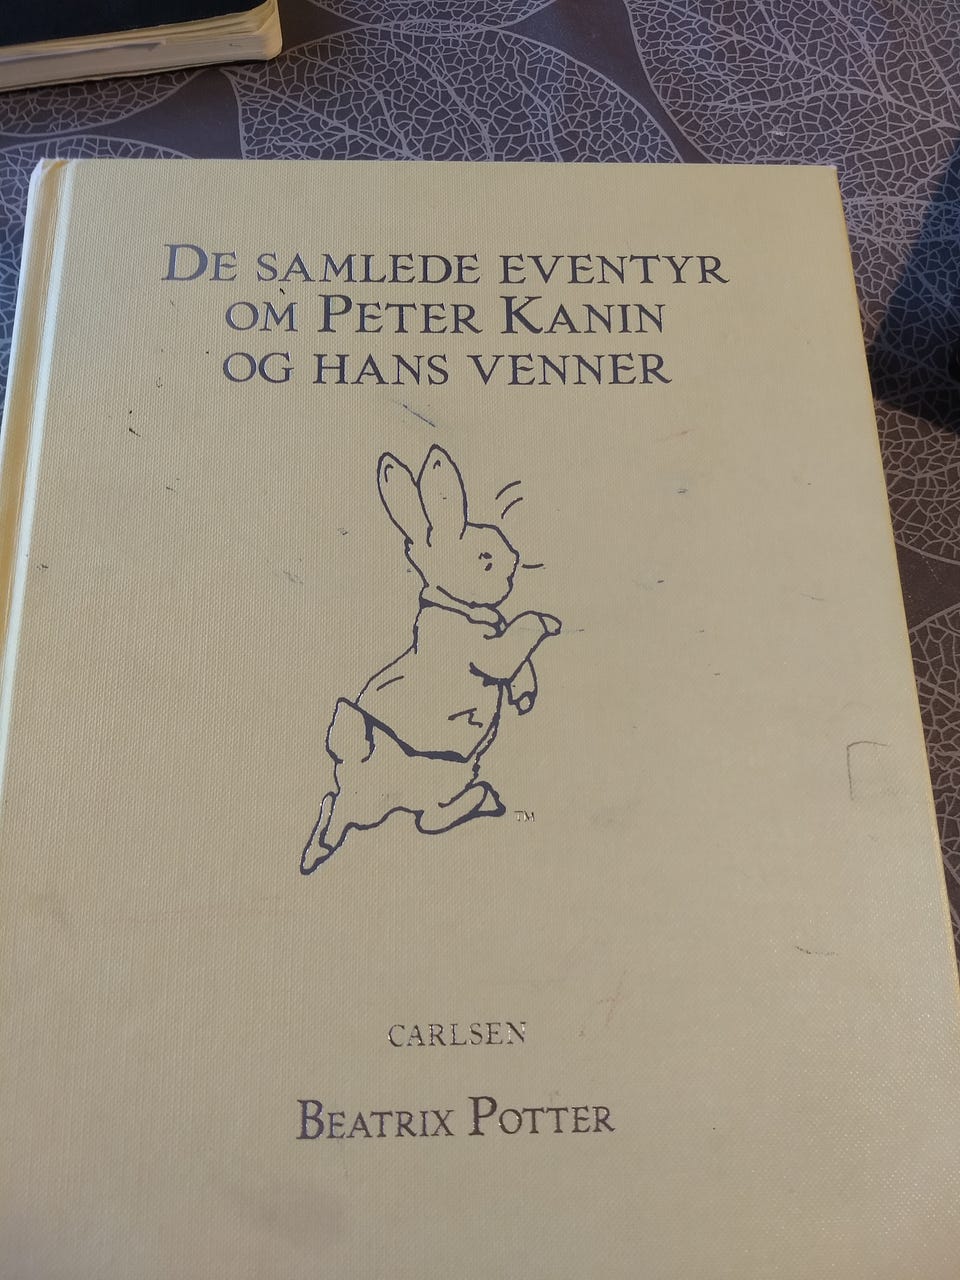 De samlede eventyr
om Peter Kanin
og hans venner
TM
CARLSEN
Beatrix Potter